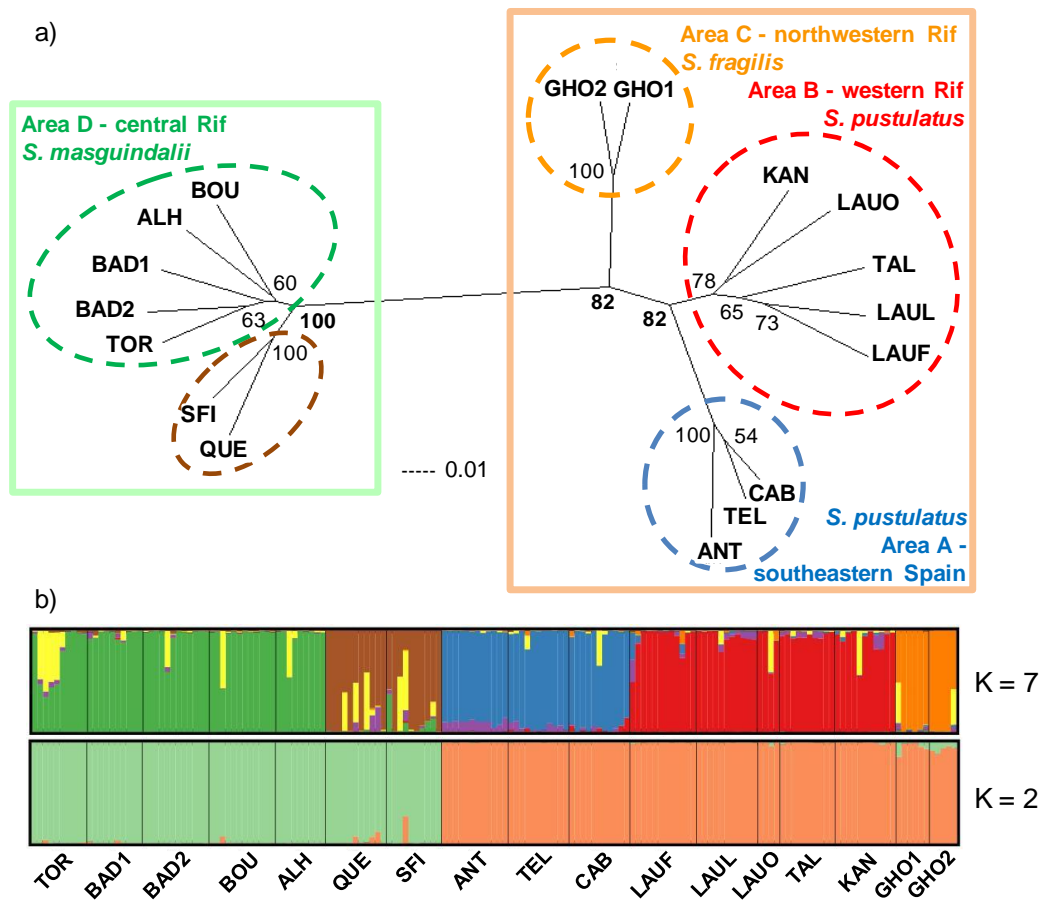 a)
Area C - northwestern Rif
S. fragilis
GHO2 GHO1
Area B - western Rif
S. pustulatus
Area D - central Rif
S. masguindalii
100
KAN
BOU
LAUO
ALH
BAD1
TAL
60
78
BAD2
82
82
65
73
LAUL
63
100
TOR
100
LAUF
SFI
QUE
100
54
0.01
CAB
TEL
ANT
S. pustulatus
Area A -
southeastern Spain
b)
K = 7
K = 2
TOR
BAD1
BAD2
BOU
ALH
QUE
SFI
ANT
TEL
CAB
LAUF
LAUL
LAUO
TAL
KAN
GHO1
GHO2